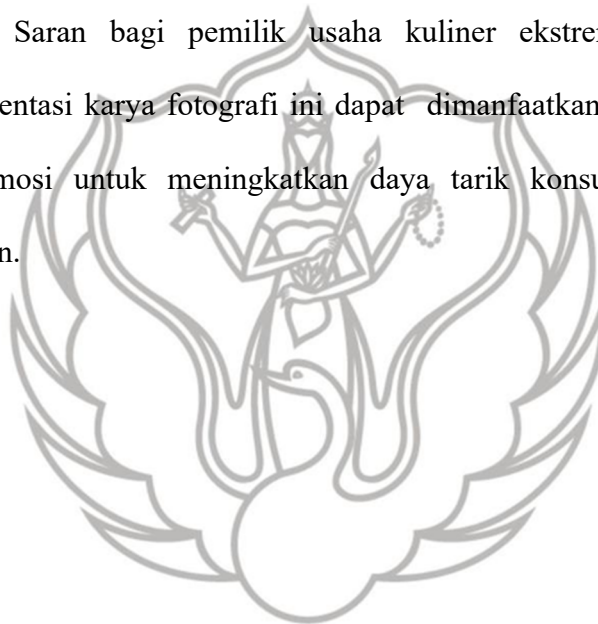 Saran bagi pemilik usaha kuliner ekstre
entasi karya fotografi ini dapat dimanfaatkan
mosi untuk meningkatkan daya tarik konsu
n.